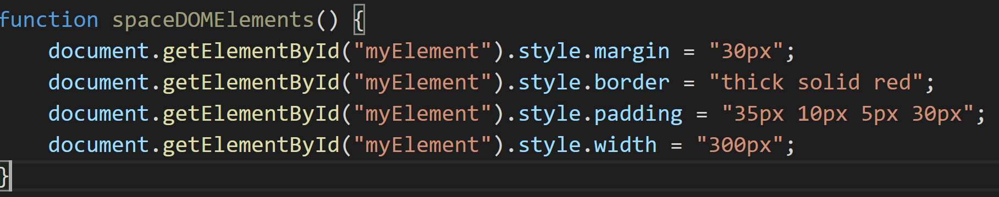 function spaceDOMElements() {
    document.getElementById("myElement").style.margin = "30px";
    document.getElementById("myElement").style.border = "thick solid red";
    document.getElementById("myElement").style.padding = "35px 10px 5px 30px";
    document.getElementById("myElement").style.width = "300px";
}